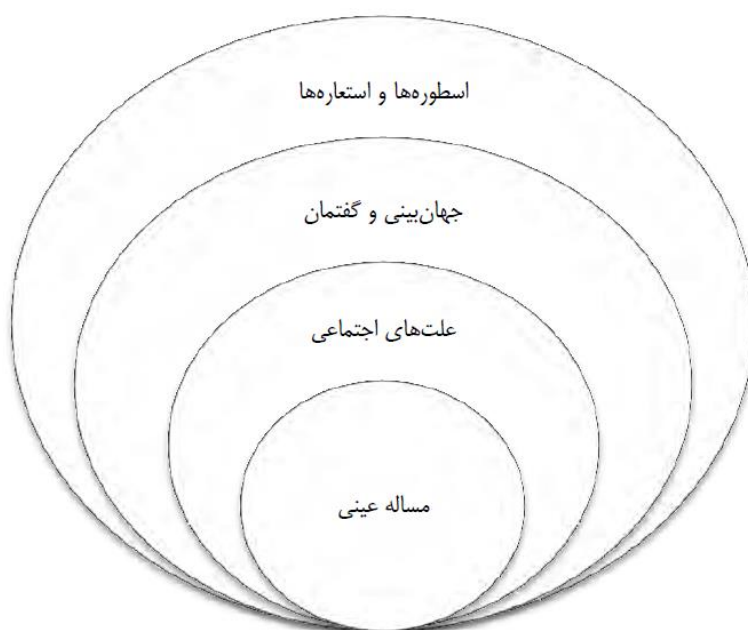 اسطوره‌ها و استعاره‌ها
جهان‌بینی و گفتمان
علت‌های اجتماعی
مساله عینی